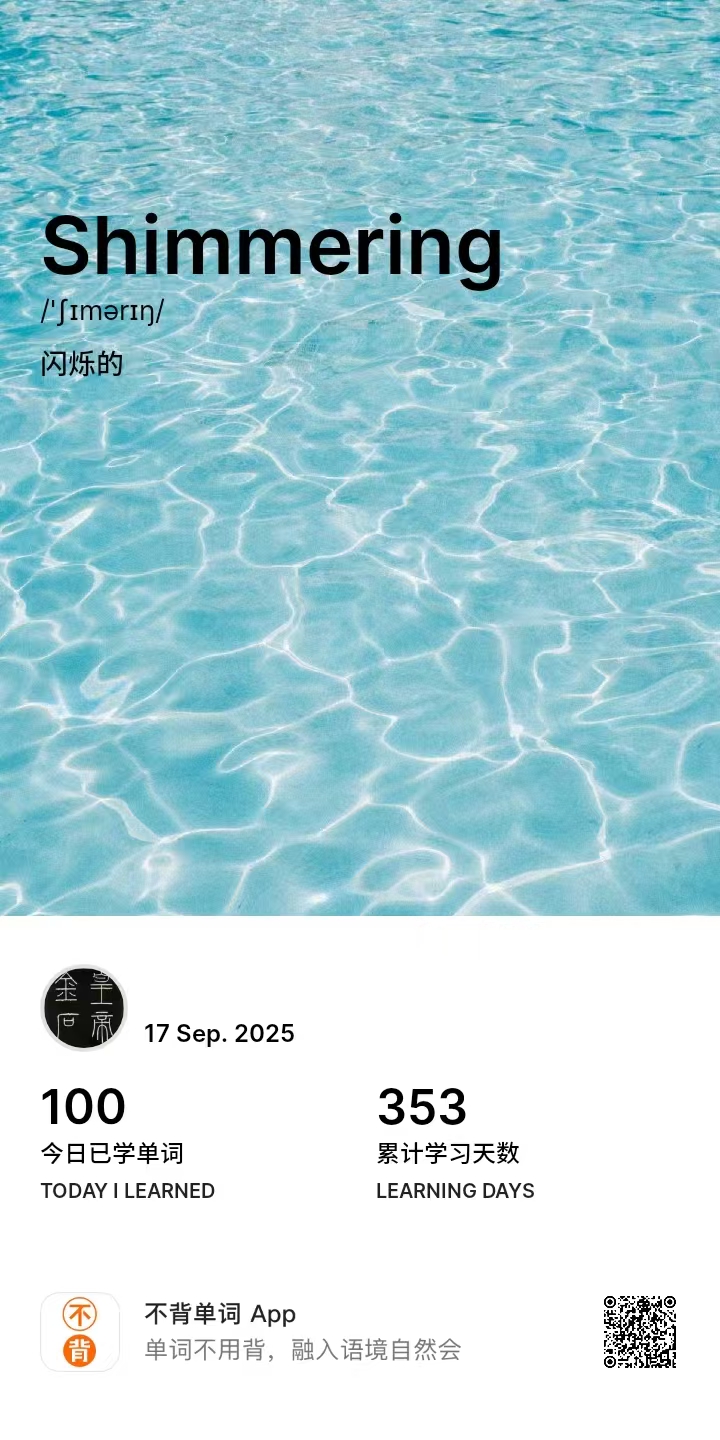 Shimmering
/ˈʃɪmərɪŋ/
闪烁的
皇帝
金石
17 Sep. 2025
100
353
今日已学单词
累计学习天数
TODAY I LEARNED
LEARNING DAYS
不背
不背单词 App
单词不用背，融入语境自然会